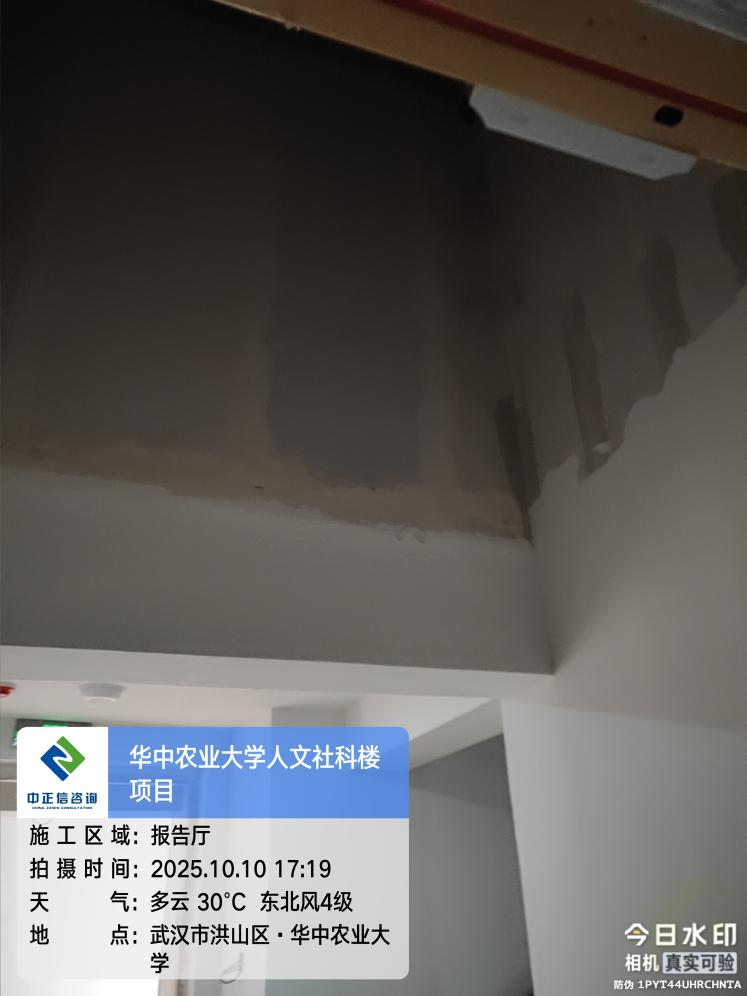 华中农业大学人文社科楼
项目
中正信咨询
施工区域：报告厅
拍摄时间：2025.10.10 17:19
天气：多云 30℃ 东北风4级
地点：武汉市洪山区·华中农业大
学
今日水印
相机 真实可验
防伪 1PYT44UHRCHNTA